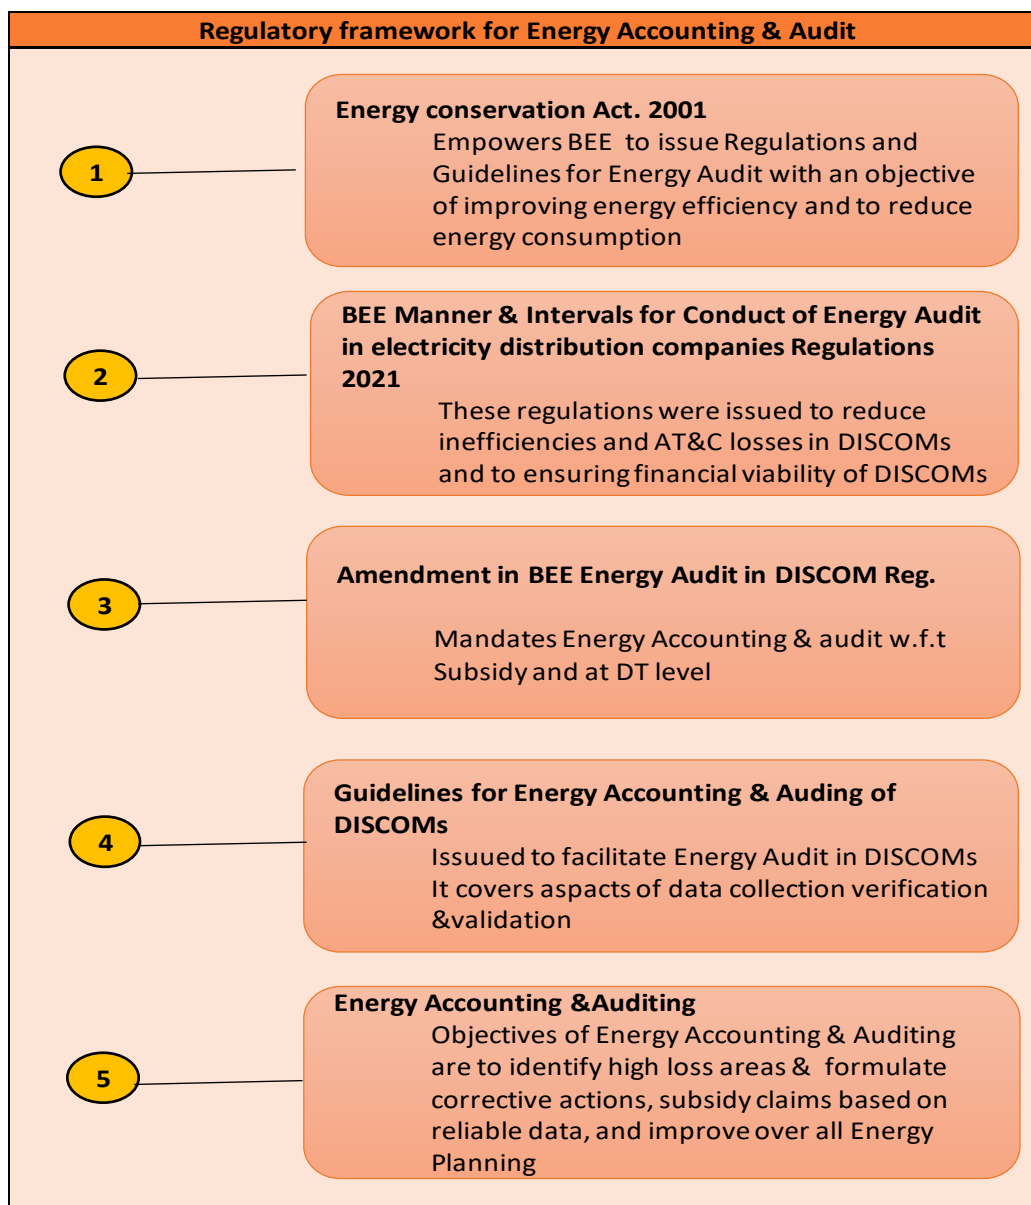 Regulatory framework for Energy Accounting & Audit
1
Energy conservation Act. 2001
Empowers BEE to issue Regulations and
Guidelines for Energy Audit with an objective
of improving energy efficiency and to reduce
energy consumption
2
BEE Manner & Intervals for Conduct of Energy Audit
in electricity distribution companies Regulations
2021
These regulations were issued to reduce
inefficiencies and AT&C losses in DISCOMs
and to ensuring financial viability of DISCOMs
3
Amendment in BEE Energy Audit in DISCOM Reg.
Mandates Energy Accounting & audit w.f.t
Subsidy and at DT level
4
Guidelines for Energy Accounting & Auding of
DISCOMs
Issuued to facilitate Energy Audit in DISCOMs
It covers aspacts of data collection verification
&validation
5
Energy Accounting &Auditing
Objectives of Energy Accounting & Auditing
are to identify high loss areas & formulate
corrective actions, subsidy claims based on
reliable data, and improve over all Energy
Planning